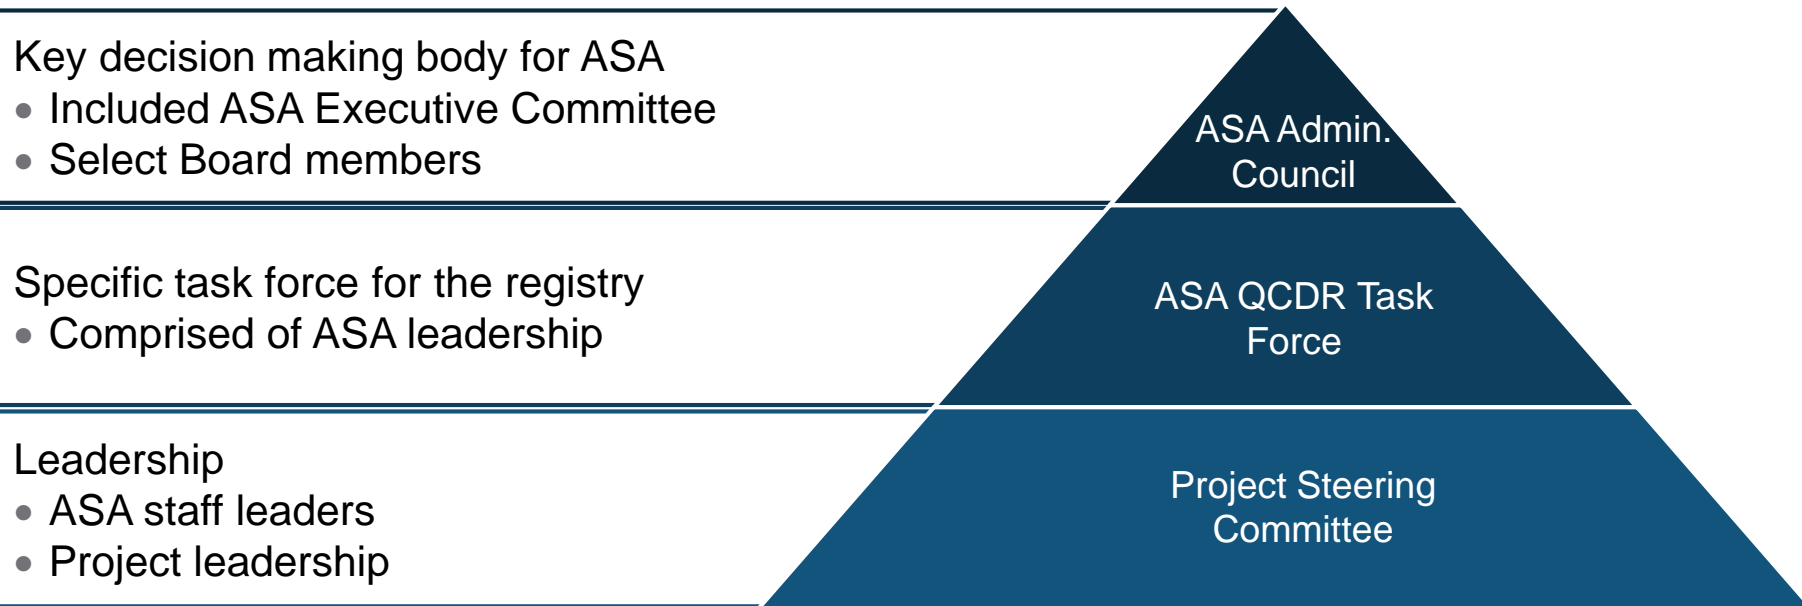 Key decision making body for ASA
• Included ASA Executive Committee
• Select Board members
ASA Admin.
Council
Specific task force for the registry
• Comprised of ASA leadership
ASA QCDR Task
Force
Leadership
• ASA staff leaders
• Project leadership
Project Steering
Committee